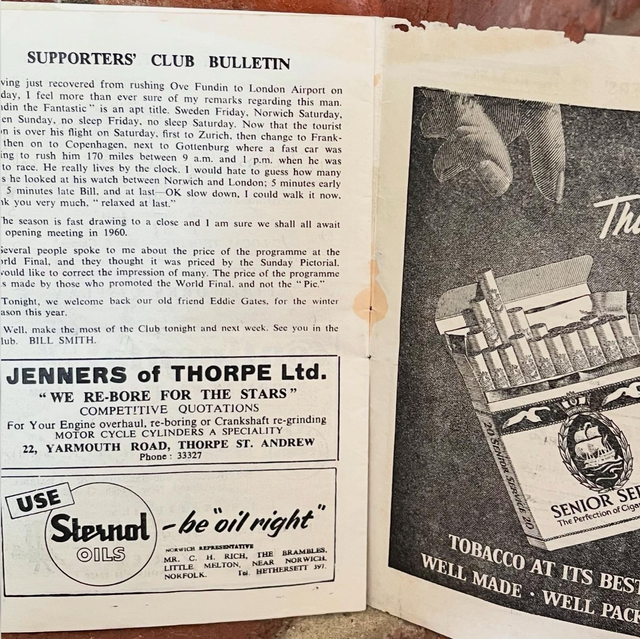 SUPPORTERS' CLUB BULLETIN
ving just recovered from rushing Ove Fundin to London Airport on
day, I feel more than ever sure of my remarks regarding this man.
din the Fantastic" is an apt title. Sweden Friday, Norwich Saturday,
en Sunday, no sleep Friday, no sleep Saturday. Now that the tourist
n is over his flight on Saturday, first to Zurich, then change to Frank-
then on to Copenhagen, next to Gottenburg where a fast car was
ing to rush him 170 miles between 9 a.m. and 1 p.m. when he was
to race. He really lives by the clock. I would hate to guess how many
s he looked at his watch between Norwich and London; 5 minutes early
5 minutes late Bill, and at last—OK slow down, I could walk it now.
nk you very much, " relaxed at last."
he season is fast drawing to a close and I am sure we shall all await
opening meeting in 1960.
Several people spoke to me about the price of the programme at the
rld Final, and they thought it was priced by the Sunday Pictorial.
would like to correct the impression of many. The price of the programme
s made by those who promoted the World Final, and not the " Pic."
Tonight, we welcome back our old friend Eddie Gates, for the winter
ason this year.
Well, make the most of the Club tonight and next week. See you in the
lub. BILL SMITH.
JENNERS of THORPE Ltd.
"WE RE-BORE FOR THE STARS"
COMPETITIVE QUOTATIONS
For Your Engine overhaul, re-boring or Crankshaft re-grinding
MOTOR CYCLE CYLINDERS A SPECIALITY
22, YARMOUTH ROAD, THORPE ST. ANDREW
Phone : 33327
USE
Sternol
OILS
- be "oil right"
NORWICH REPRESENTATIVE
MR. C. H. RICH, THE BRAMBLES,
LITTLE MELTON, NEAR NORWICH,
NORFOLK. Tel. HETHERSETT 391.
Th
20 SENIOR SERVICE 20
SENIOR SER
The Perfection of Ciga
TOBACCO AT ITS BEST
WELL MADE · WELL PACK